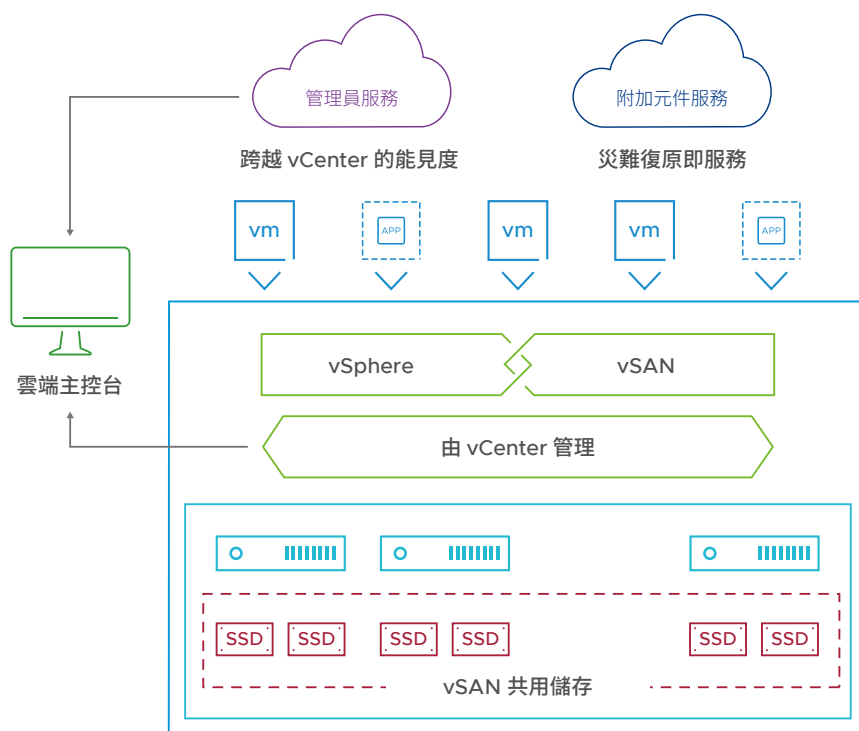 管理員服務
附加元件服務
跨越 vCenter 的能見度
災難復原即服務
vm
APP
vm
vm
APP
雲端主控台
vSphere
vSAN
由 vCenter 管理
SSD
SSD
SSD
SSD
SSD
SSD
vSAN 共用儲存